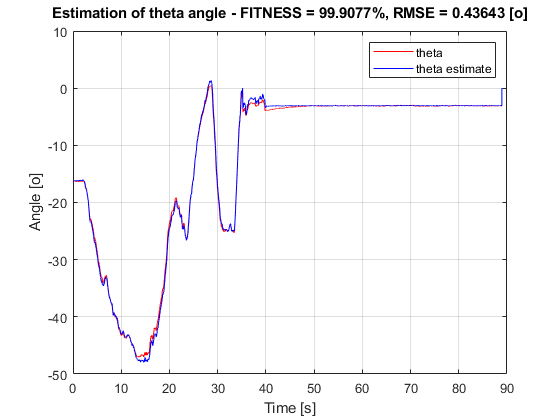 Estimation of theta angle - FITNESS = 99.9077%, RMSE = 0.43643 [o]
10
0
-10
-20
-30
-40
-50
Angle [o]
theta
theta estimate
0 10 20 30 40 50 60 70 80 90
Time [s]